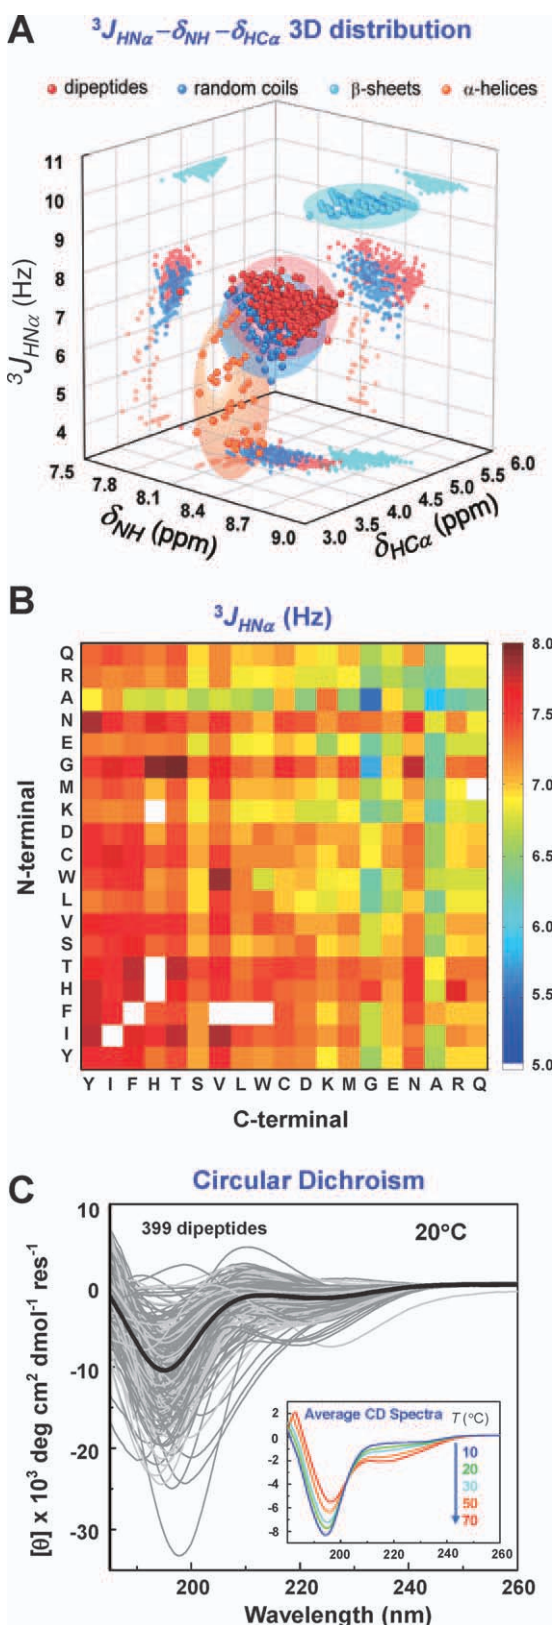 A
³J_HNα–δ_NH–δ_HCα 3D distribution
dipeptides random coils β-sheets α-helices
11
10
9
8
7
6
5
4
³J_HNα (Hz)
7.5 7.8 8.1 8.4 8.7 9.0
δ_NH (ppm)
3.0 3.5 4.0 4.5 5.0 5.5 6.0
δ_HCα (ppm)
B
³J_HNα (Hz)
Q
R
A
N
E
G
M
K
D
C
W
L
V
S
T
H
F
I
Y
N-terminal
Y I F H T S V L W C D K M G E N A R Q
C-terminal
8.0
7.5
7.0
6.5
6.0
5.5
5.0
C
Circular Dichroism
399 dipeptides 20°C
10
0
-10
-20
-30
[θ] x 10³ deg cm² dmol⁻¹ res⁻¹
200 220 240 260
Wavelength (nm)
Average CD Spectra T (°C)
10
20
30
50
70
2
0
-2
-4
-6
-8
200 220 240 260